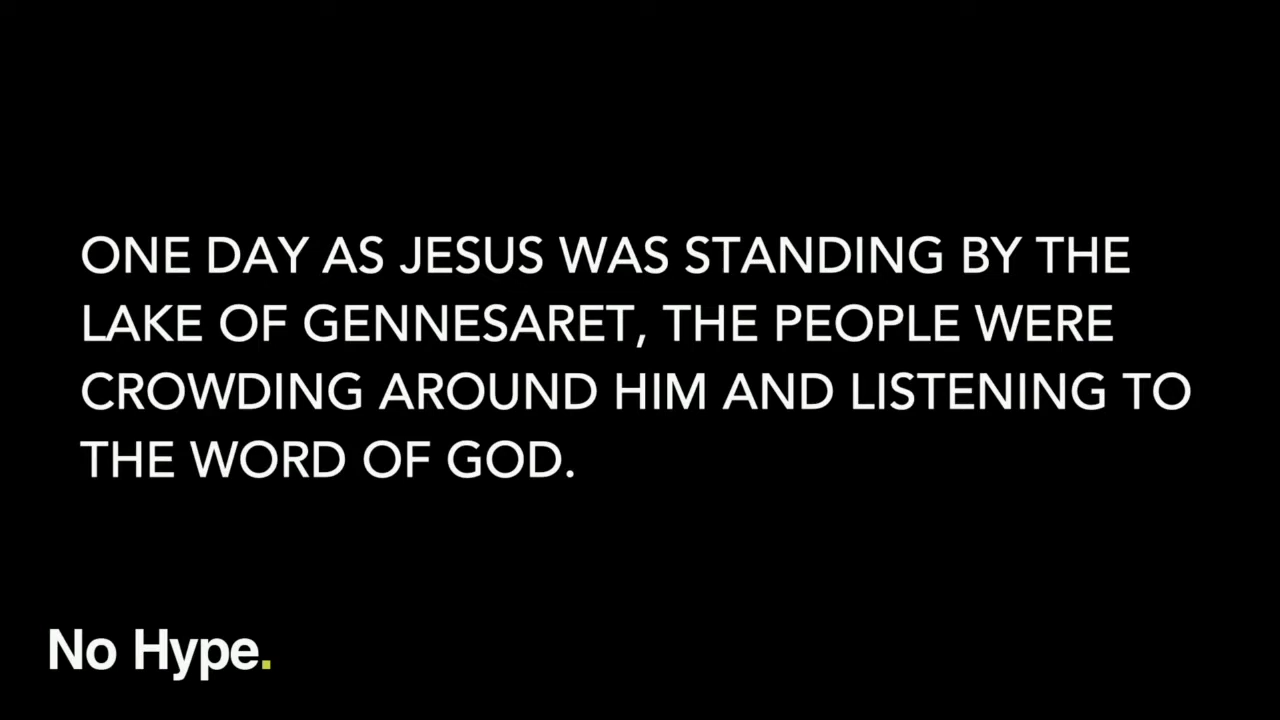 ONE DAY AS JESUS WAS STANDING BY THE
LAKE OF GENNESARET, THE PEOPLE WERE
CROWDING AROUND HIM AND LISTENING TO
THE WORD OF GOD.
No Hype.